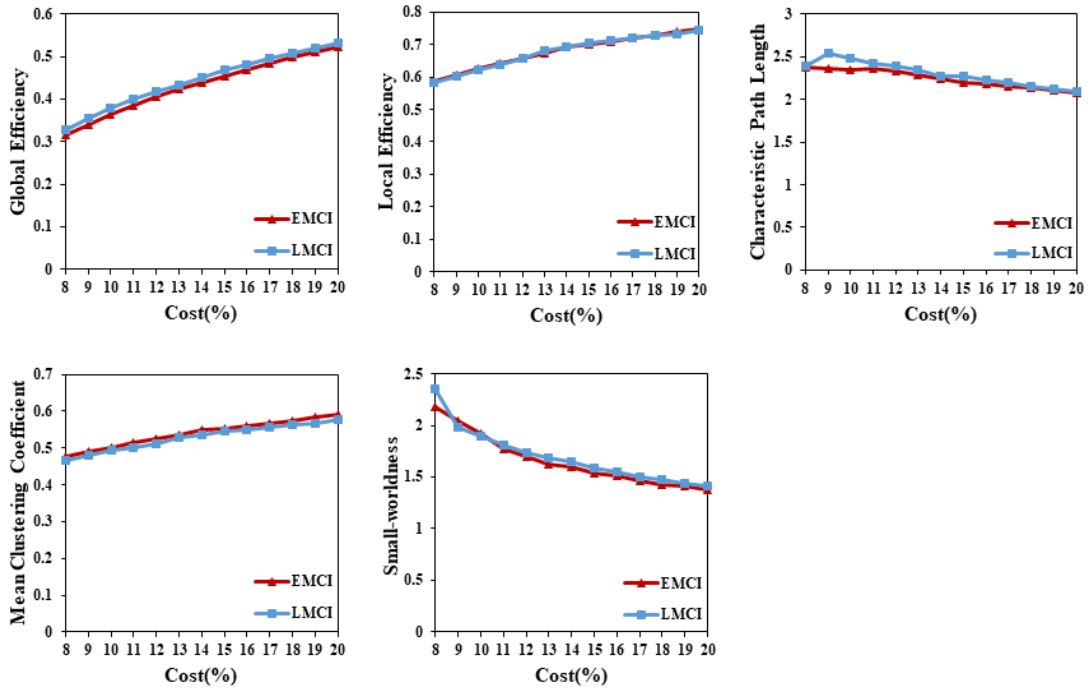 Global Efficiency
0.6
0.5
0.4
0.3
0.2
0.1
0
EMCI
LMCI
8 9 10 11 12 13 14 15 16 17 18 19 20
Cost(%)
Local Efficiency
0.8
0.7
0.6
0.5
0.4
0.3
0.2
0.1
0
EMCI
LMCI
8 9 10 11 12 13 14 15 16 17 18 19 20
Cost(%)
Characteristic Path Length
3
2.5
2
1.5
1
0.5
0
EMCI
LMCI
8 9 10 11 12 13 14 15 16 17 18 19 20
Cost(%)
Mean Clustering Coefficient
0.7
0.6
0.5
0.4
0.3
0.2
0.1
0
EMCI
LMCI
8 9 10 11 12 13 14 15 16 17 18 19 20
Cost(%)
Small-worldness
2.5
2
1.5
1
0.5
0
EMCI
LMCI
8 9 10 11 12 13 14 15 16 17 18 19 20
Cost(%)